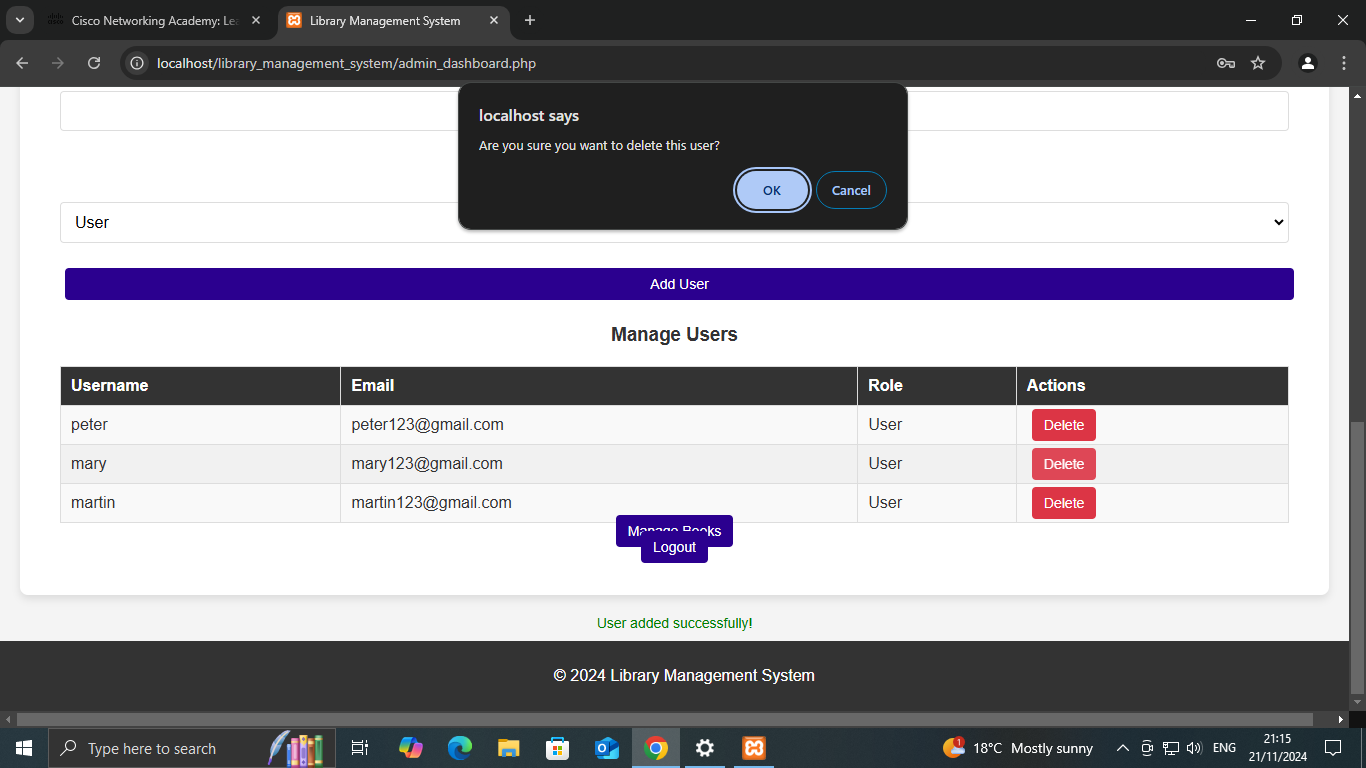 Cisco Networking Academy: Le
Library Management System
localhost/library_management_system/admin_dashboard.php
localhost says
Are you sure you want to delete this user?
OK
Cancel
User
Add User
Manage Users
Username Email Role Actions
peter peter123@gmail.com User Delete
mary mary123@gmail.com User Delete
martin martin123@gmail.com User Delete
Manage Books
Logout
User added successfully!
© 2024 Library Management System
Type here to search
1
18°C Mostly sunny
ENG
21:15
21/11/2024